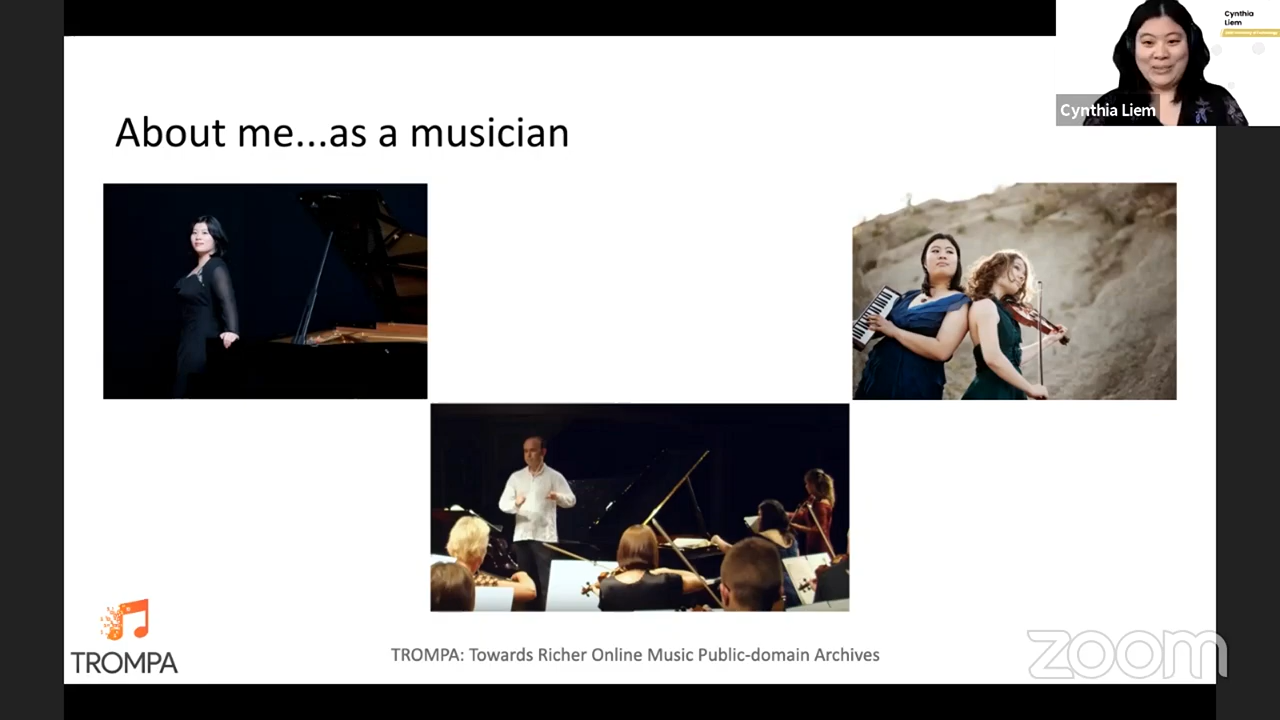 Cynthia
Liem
Cynthia Liem
About me...as a musician
TROMPA
TROMPA: Towards Richer Online Music Public-domain Archives
zoom